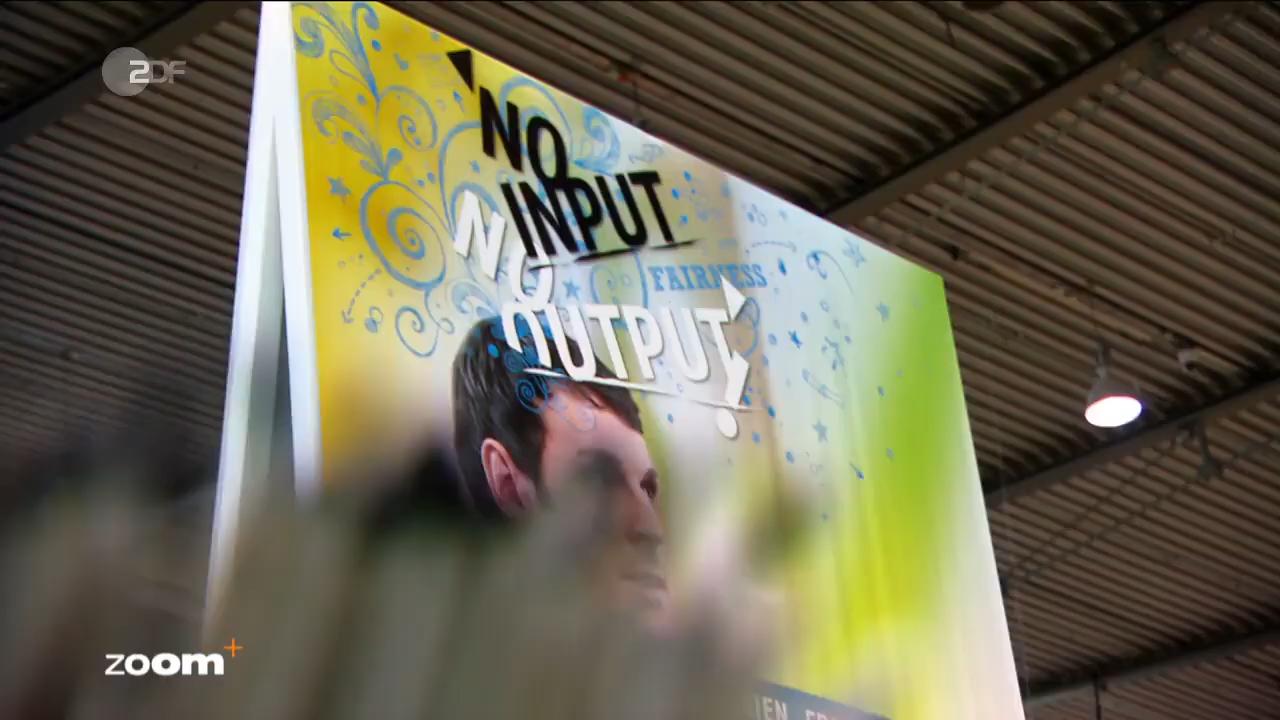 2DF
NO
INPUT
NO
OUTPUT!
FAIRNESS
zoom+